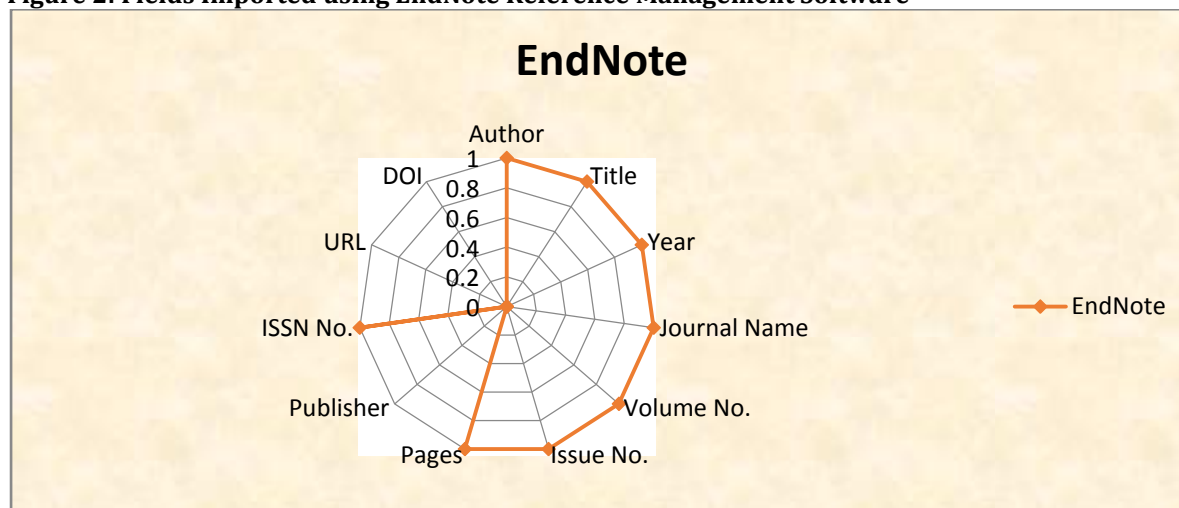 Figure 2: Fields Imported using EndNote Reference Management Software
EndNote
Author
1
DOI
Title
0.8
0.6
URL
Year
0.4
0.2
0
EndNote
ISSN No.
Journal Name
Publisher
Volume No.
Pages
Issue No.